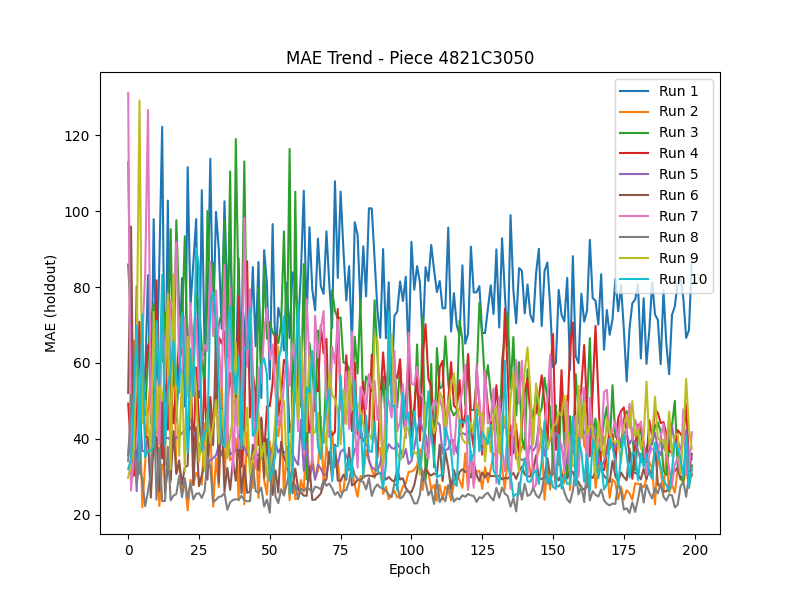 MAE Trend - Piece 4821C3050
MAE (holdout)
120
100
80
60
40
20
0 25 50 75 100 125 150 175 200
Epoch
Run 1
Run 2
Run 3
Run 4
Run 5
Run 6
Run 7
Run 8
Run 9
Run 10